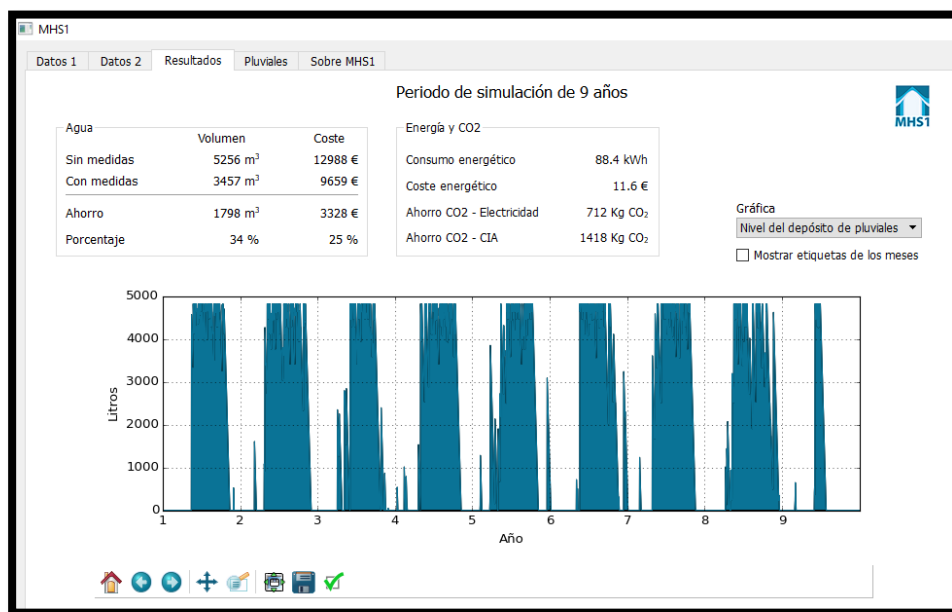 MHS1
Datos 1 Datos 2 Resultados Pluviales Sobre MHS1
Periodo de simulación de 9 años
MHS1
Agua
Volumen Coste
Sin medidas 5256 m³ 12988 €
Con medidas 3457 m³ 9659 €
Ahorro 1798 m³ 3328 €
Porcentaje 34 % 25 %
Energía y CO2
Consumo energético 88.4 kWh
Coste energético 11.6 €
Ahorro CO2 - Electricidad 712 Kg CO₂
Ahorro CO2 - CIA 1418 Kg CO₂
Gráfica
Nivel del depósito de pluviales
Mostrar etiquetas de los meses
5000
4000
3000
2000
1000
0
Litros
1 2 3 4 5 6 7 8 9
Año